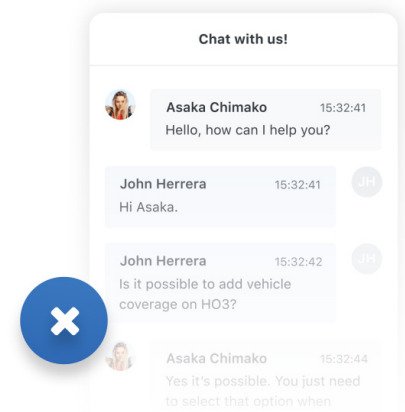 Chat with us!
Asaka Chimako 15:32:41
Hello, how can I help you?
John Herrera 15:32:41 JH
Hi Asaka.
John Herrera 15:32:42 JH
Is it possible to add vehicle
coverage on HO3?
Asaka Chimako 15:32:44
Yes it's possible. You just need
to select that option when